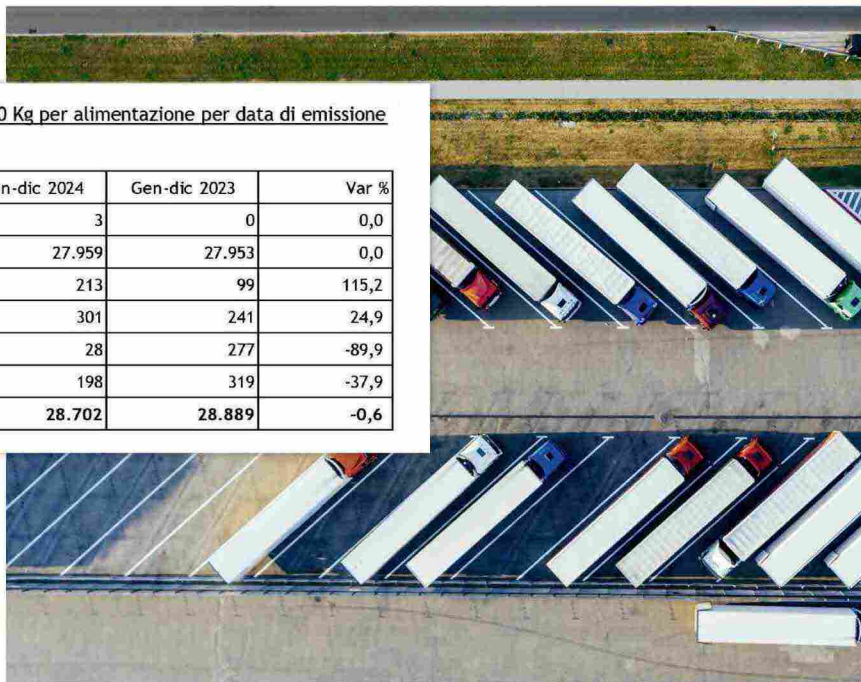 0 Kg per alimentazione per data di emissione
n-dic 2024 Gen-dic 2023 Var %
3 0 0,0
27.959 27.953 0,0
213 99 115,2
301 241 24,9
28 277 -89,9
198 319 -37,9
28.702 28.889 -0,6